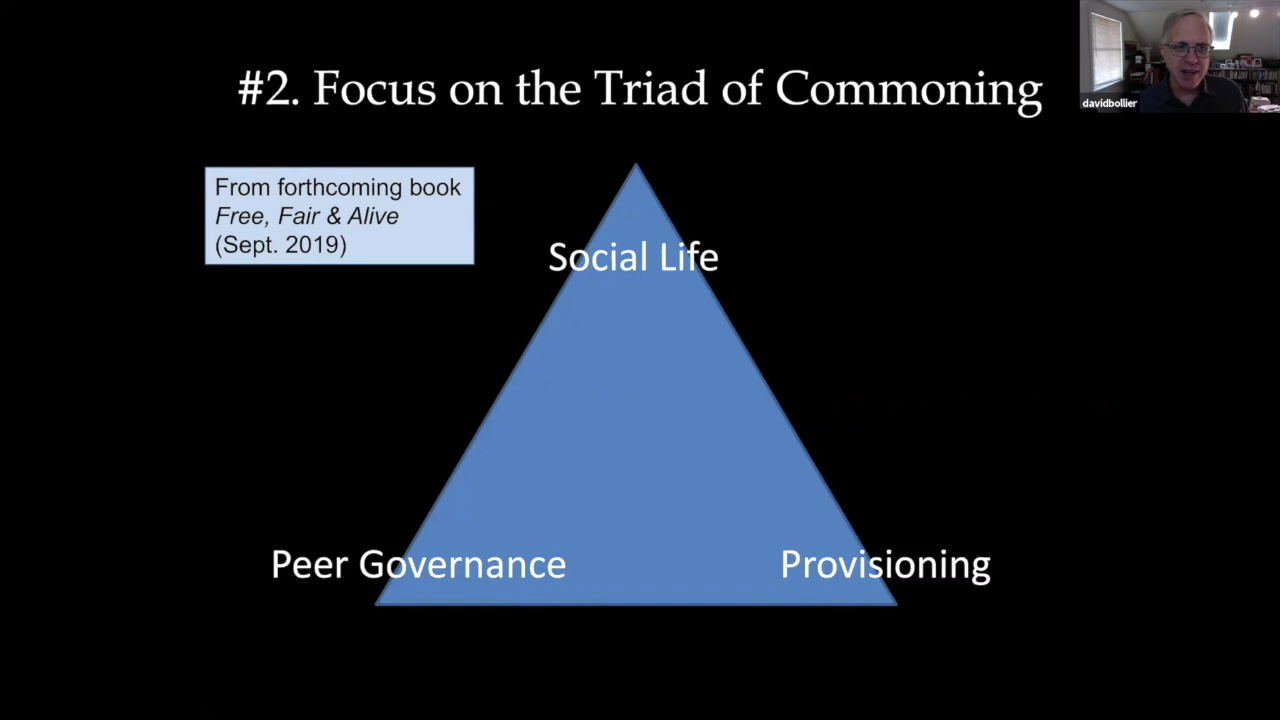 #2. Focus on the Triad of Commoning
davidbollier
From forthcoming book
Free, Fair & Alive
(Sept. 2019)
Social Life
Peer Governance
Provisioning